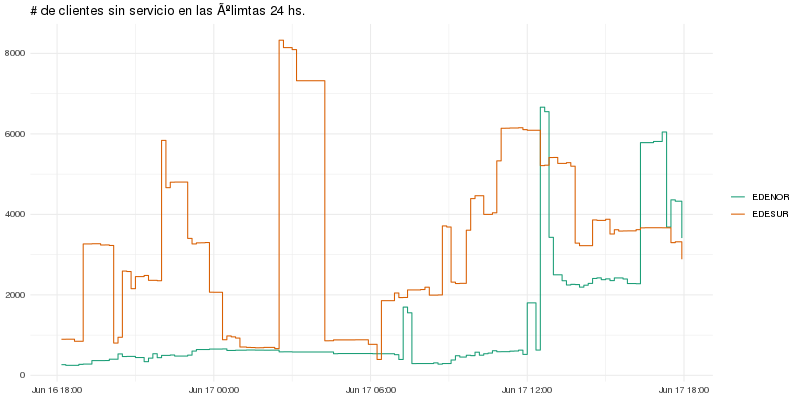 # de clientes sin servicio en las Ãºlimtas 24 hs.
8000
6000
4000
2000
0
Jun 16 18:00
Jun 17 00:00
Jun 17 06:00
Jun 17 12:00
Jun 17 18:00
EDENOR
EDESUR